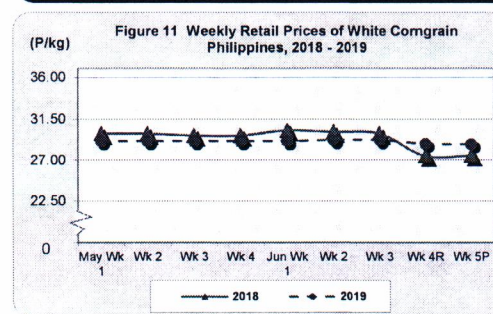 Figure 11 Weekly Retail Prices of White Corngrain
Philippines, 2018 - 2019
(P/kg)
36.00
31.50
27.00
22.50
0
May Wk 1
Wk 2
Wk 3
Wk 4
Jun Wk 1
Wk 2
Wk 3
Wk 4R
Wk 5P
2018
2019